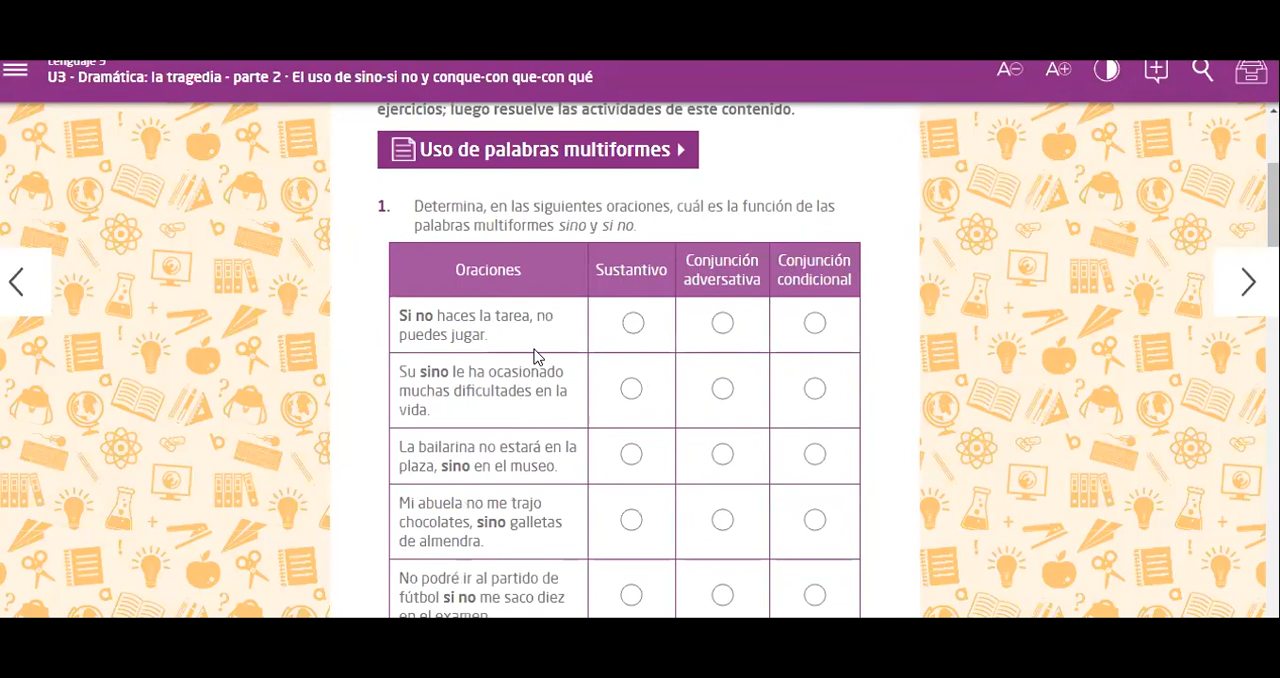 Lenguaje 5
U3 - Dramática: la tragedia - parte 2 · El uso de sino-si no y conque-con que-con qué
A- A+
ejercicios; luego resuelve las actividades de este contenido.
Uso de palabras multiformes
1. Determina, en las siguientes oraciones, cuál es la función de las
palabras multiformes sino y si no.
Oraciones
Sustantivo
Conjunción
adversativa
Conjunción
condicional
Si no haces la tarea, no
puedes jugar.
Su sino le ha ocasionado
muchas dificultades en la
vida.
La bailarina no estará en la
plaza, sino en el museo.
Mi abuela no me trajo
chocolates, sino galletas
de almendra.
No podré ir al partido de
fútbol si no me saco diez
en el examen